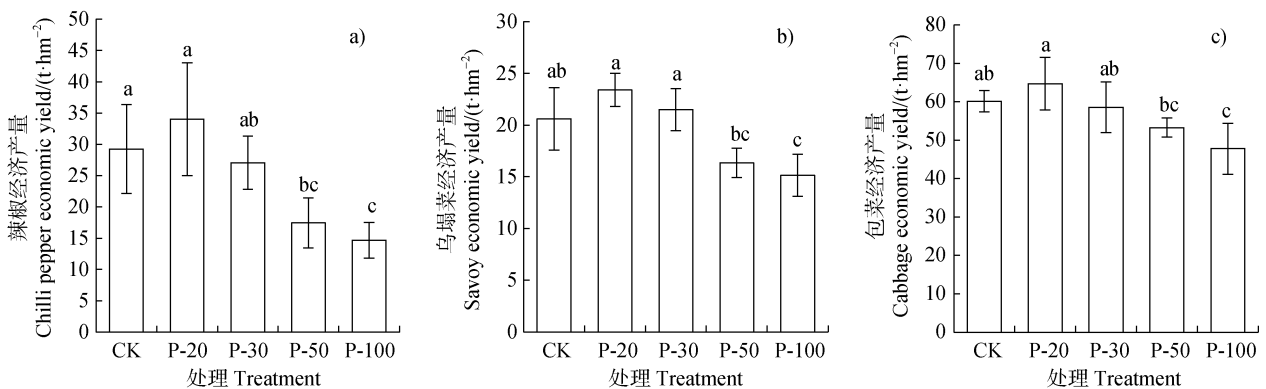 辣椒经济产量
Chilli pepper economic yield/(t·hm⁻²)
50
45
40
35
30
25
20
15
10
5
0
a)
a
a
ab
bc
c
CK P-20 P-30 P-50 P-100
处理 Treatment
乌塌菜经济产量
Savoy economic yield/(t·hm⁻²)
30
25
20
15
10
5
0
b)
ab
a
a
bc
c
CK P-20 P-30 P-50 P-100
处理 Treatment
包菜经济产量
Cabbage economic yield/(t·hm⁻²)
80
70
60
50
40
30
20
10
0
c)
ab
a
ab
bc
c
CK P-20 P-30 P-50 P-100
处理 Treatment